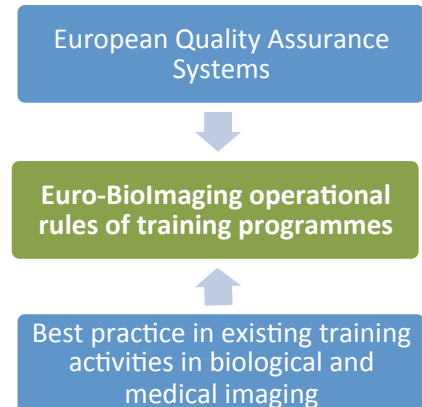 European Quality Assurance
Systems
Euro-BioImaging operational
rules of training programmes
Best practice in existing training
activities in biological and
medical imaging